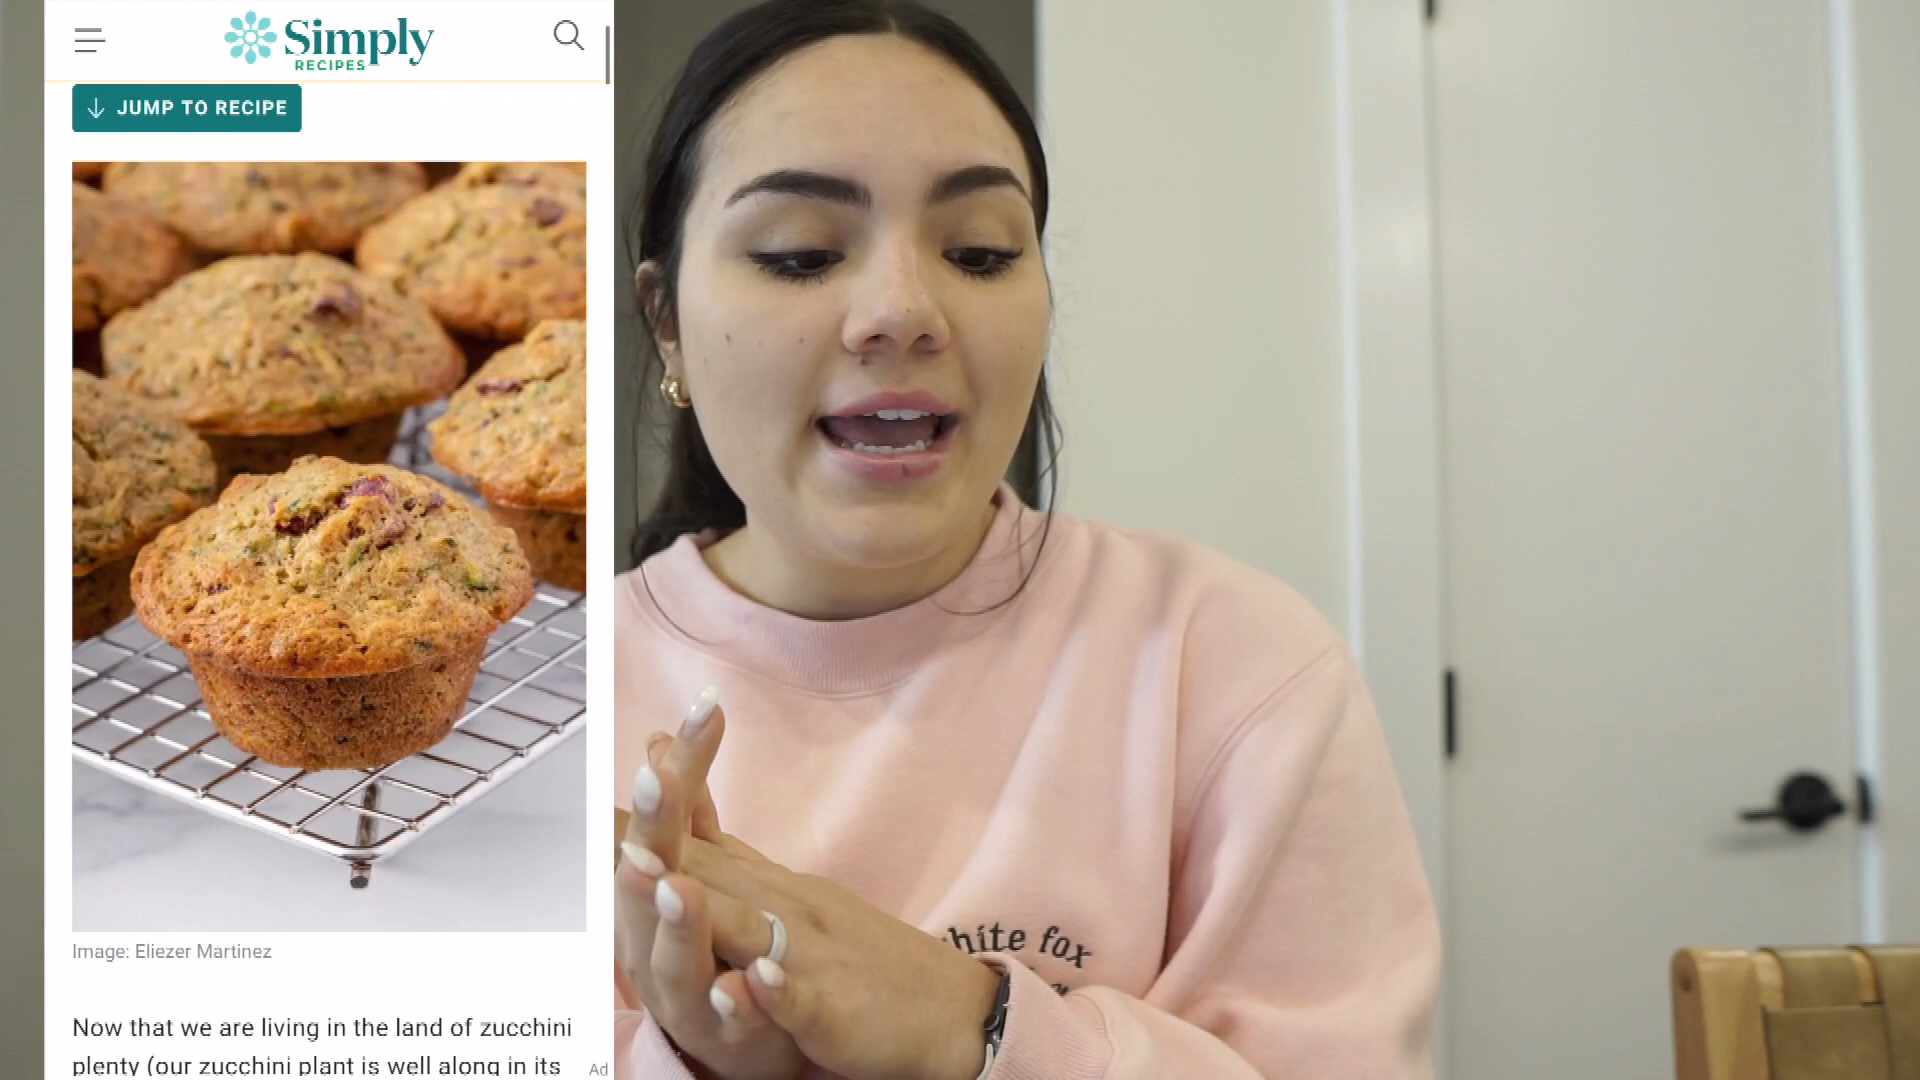 Simply
RECIPES
JUMP TO RECIPE
Image: Eliezer Martinez
Now that we are living in the land of zucchini
plenty (our zucchini plant is well along in its
Ad
fox